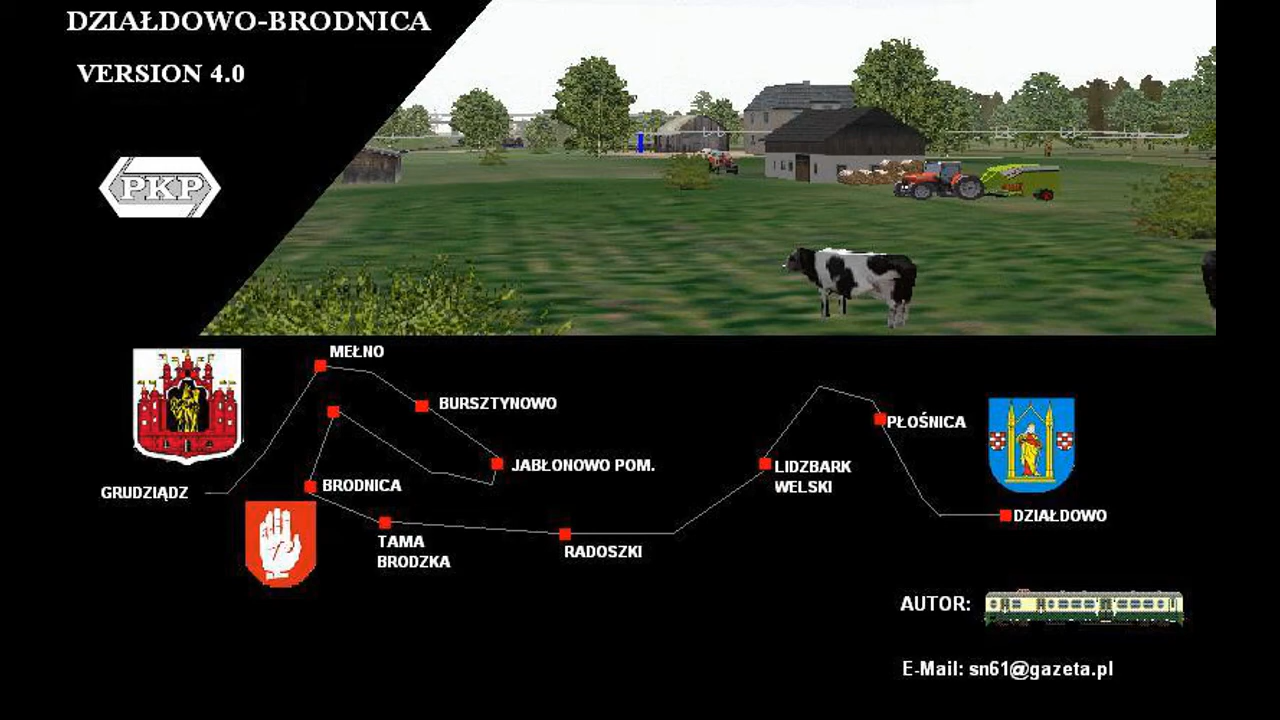 DZIAŁDOWO-BRODNICA
VERSION 4.0
PKP
MEŁNO
BURSZTYNOWO
JABŁONOWO POM.
GRUDZIĄDZ
BRODNICA
TAMA
BRODZKA
RADOSZKI
LIDZBARK
WELSKI
PŁOŚNICA
DZIAŁDOWO
AUTOR:
E-Mail: sn61@gazeta.pl